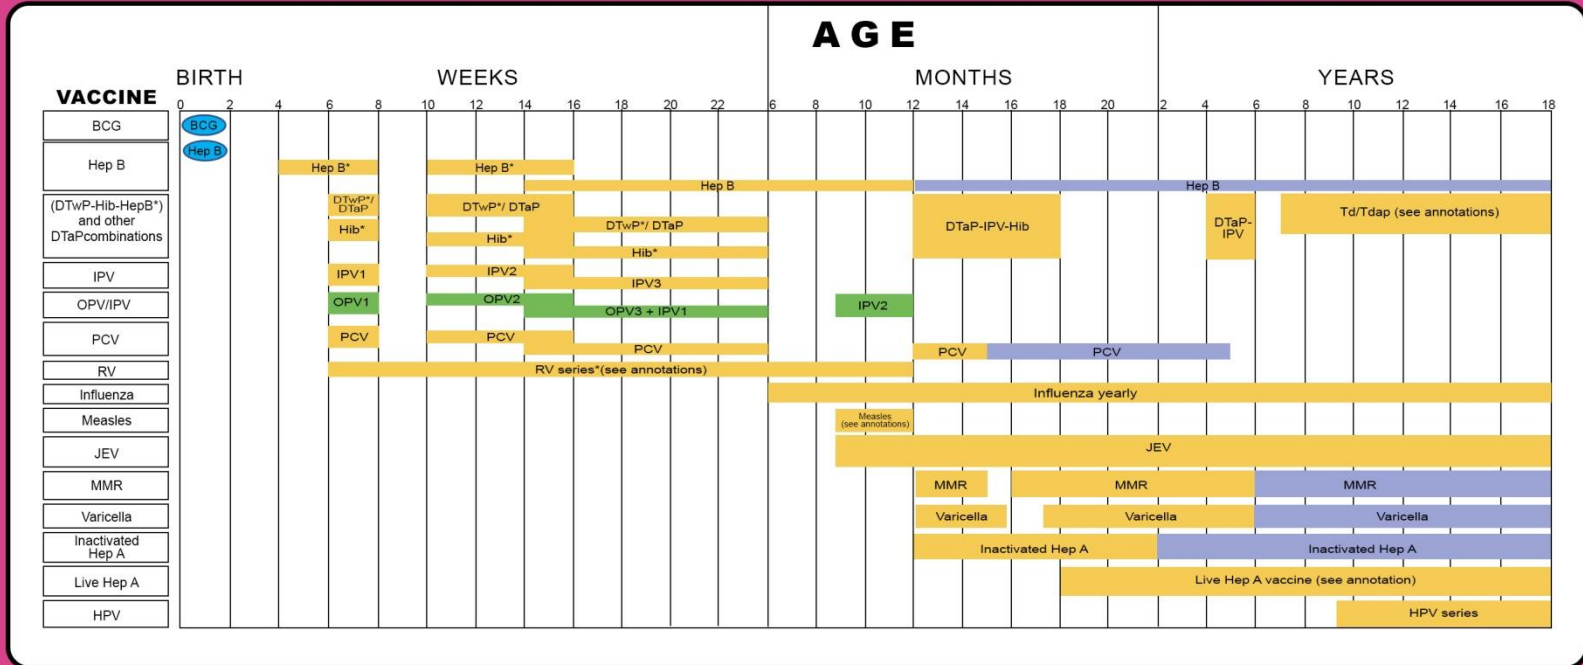 AGE
BIRTH WEEKS MONTHS YEARS
VACCINE
0 2 4 6 8 10 12 14 16 18 20 22 6 8 10 12 14 16 18 20 2 4 6 8 10 12 14 16 18
BCG BCG
Hep B
Hep B
Hep B* Hep B*
Hep B Hep B
(DTwP-Hib-HepB*)
and other
DTaPcombinations
DTwP*/
DTaP
DTwP*/ DTaP
DTwP*/ DTaP
Hib*
Hib*
Hib*
DTaP-IPV-Hib
DTaP-
IPV
Td/Tdap (see annotations)
IPV IPV1 IPV2
IPV3
OPV/IPV OPV1 OPV2 IPV2
OPV3 + IPV1
PCV PCV PCV
PCV PCV PCV
RV RV series*(see annotations)
Influenza Influenza yearly
Measles Measles
(see annotations)
JEV JEV
MMR MMR MMR MMR
Varicella Varicella Varicella Varicella
Inactivated
Hep A
Inactivated Hep A Inactivated Hep A
Live Hep A Live Hep A vaccine (see annotation)
HPV HPV series